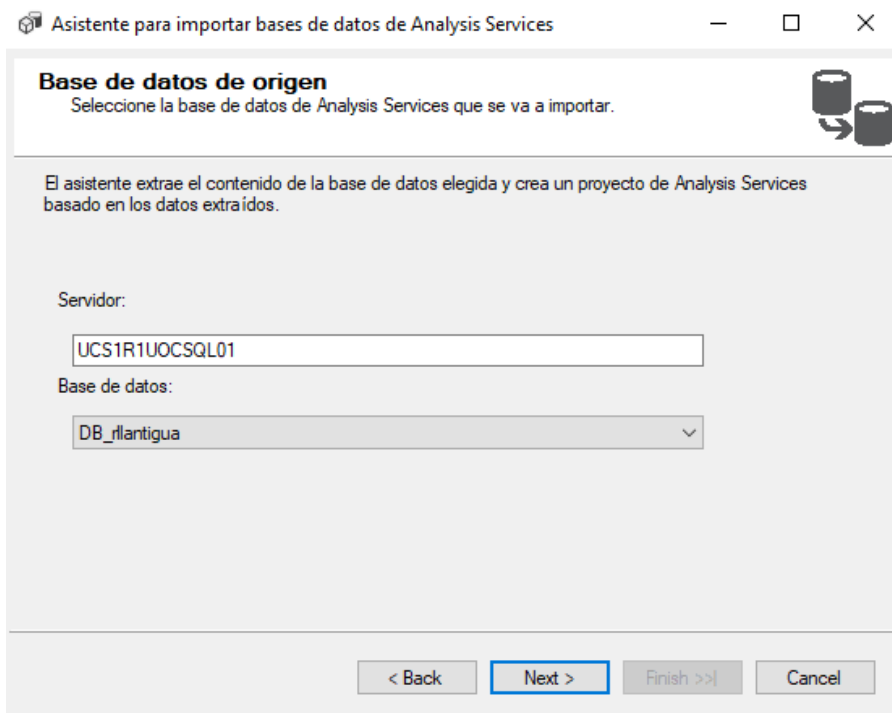 Asistente para importar bases de datos de Analysis Services
Base de datos de origen
Seleccione la base de datos de Analysis Services que se va a importar.
El asistente extrae el contenido de la base de datos elegida y crea un proyecto de Analysis Services
basado en los datos extraídos.
Servidor:
UCS1R1UOCSQL01
Base de datos:
DB_rllantigua
< Back
Next >
Finish >>|
Cancel